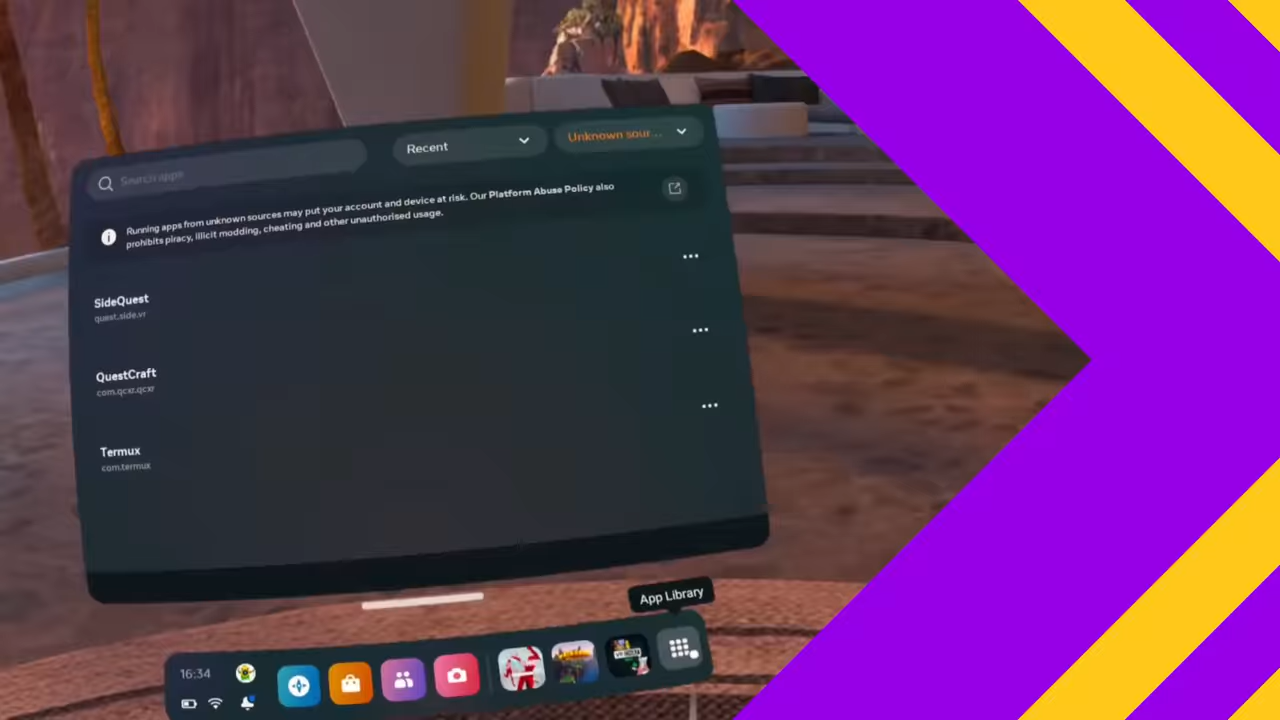 Search apps
Recent
Unknown sour...
Running apps from unknown sources may put your account and device at risk. Our Platform Abuse Policy also
prohibits piracy, illicit modding, cheating and other unauthorised usage.
SideQuest
quest.side.vr
QuestCraft
com.qcxr.qcxr
Termux
com.termux
App Library
16:34